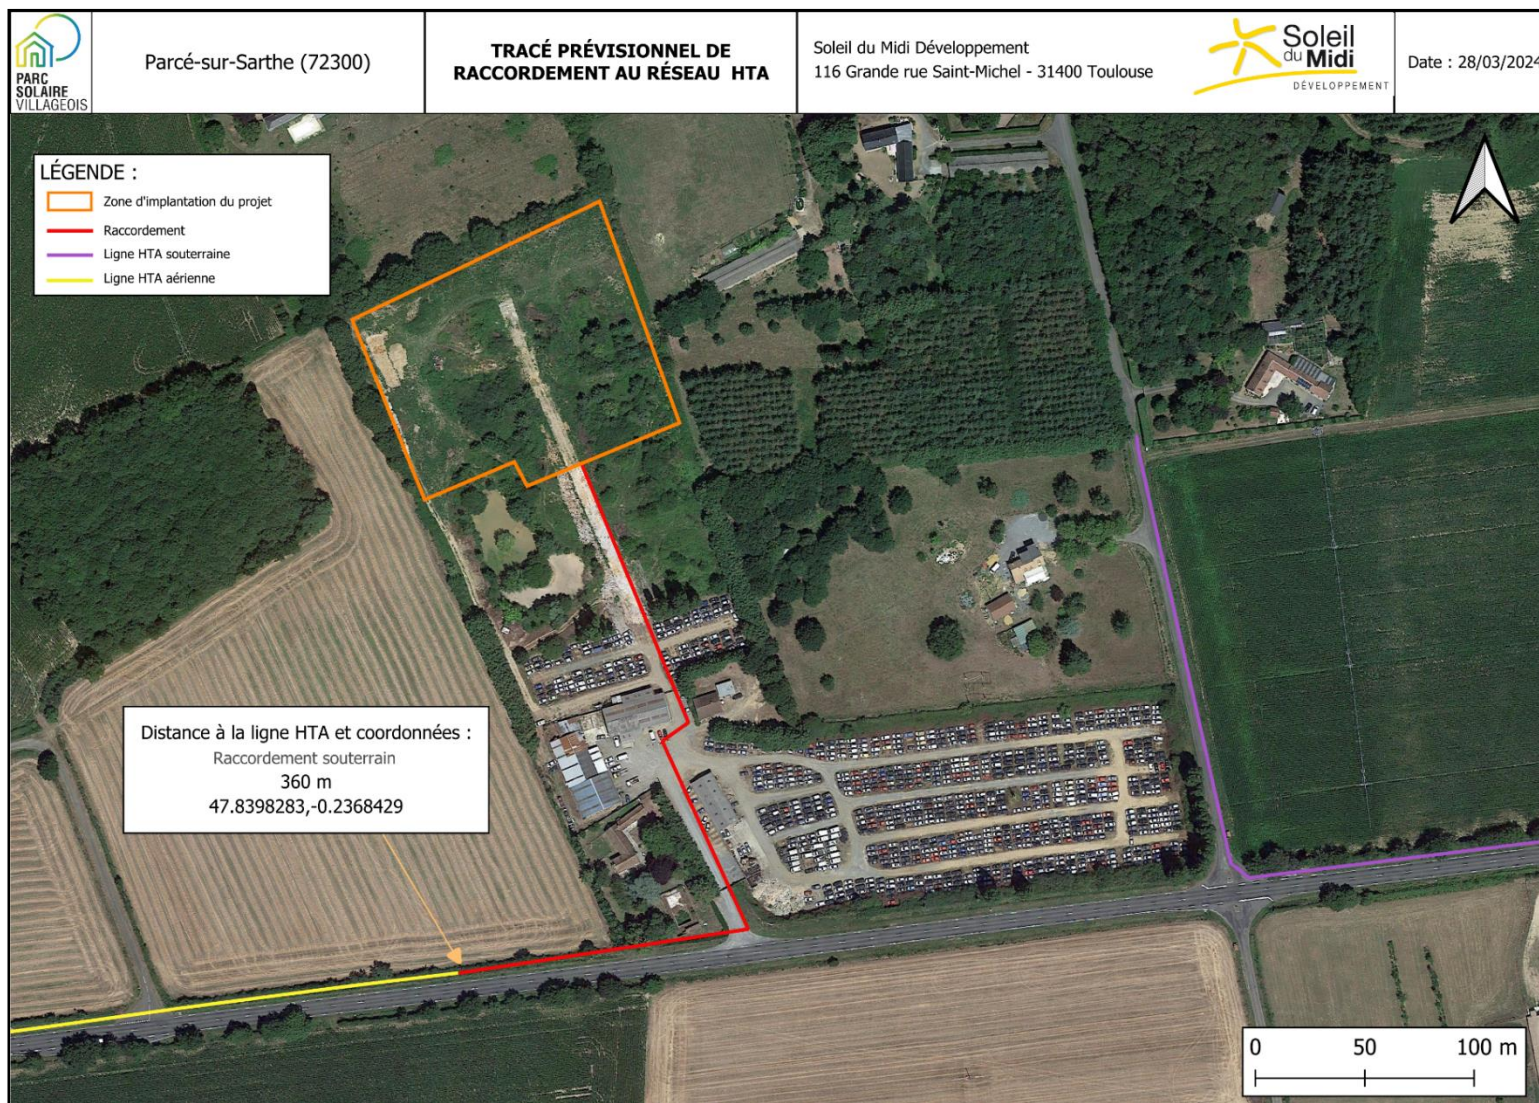 PARC
SOLAIRE
VILLAGEOIS
Parcé-sur-Sarthe (72300)
TRACÉ PRÉVISIONNEL DE
RACCORDEMENT AU RÉSEAU HTA
Soleil du Midi Développement
116 Grande rue Saint-Michel - 31400 Toulouse
Soleil
du Midi
DÉVELOPPEMENT
Date : 28/03/2024
LÉGENDE :
Zone d'implantation du projet
Raccordement
Ligne HTA souterraine
Ligne HTA aérienne
Distance à la ligne HTA et coordonnées :
Raccordement souterrain
360 m
47.8398283,-0.2368429
0 50 100 m